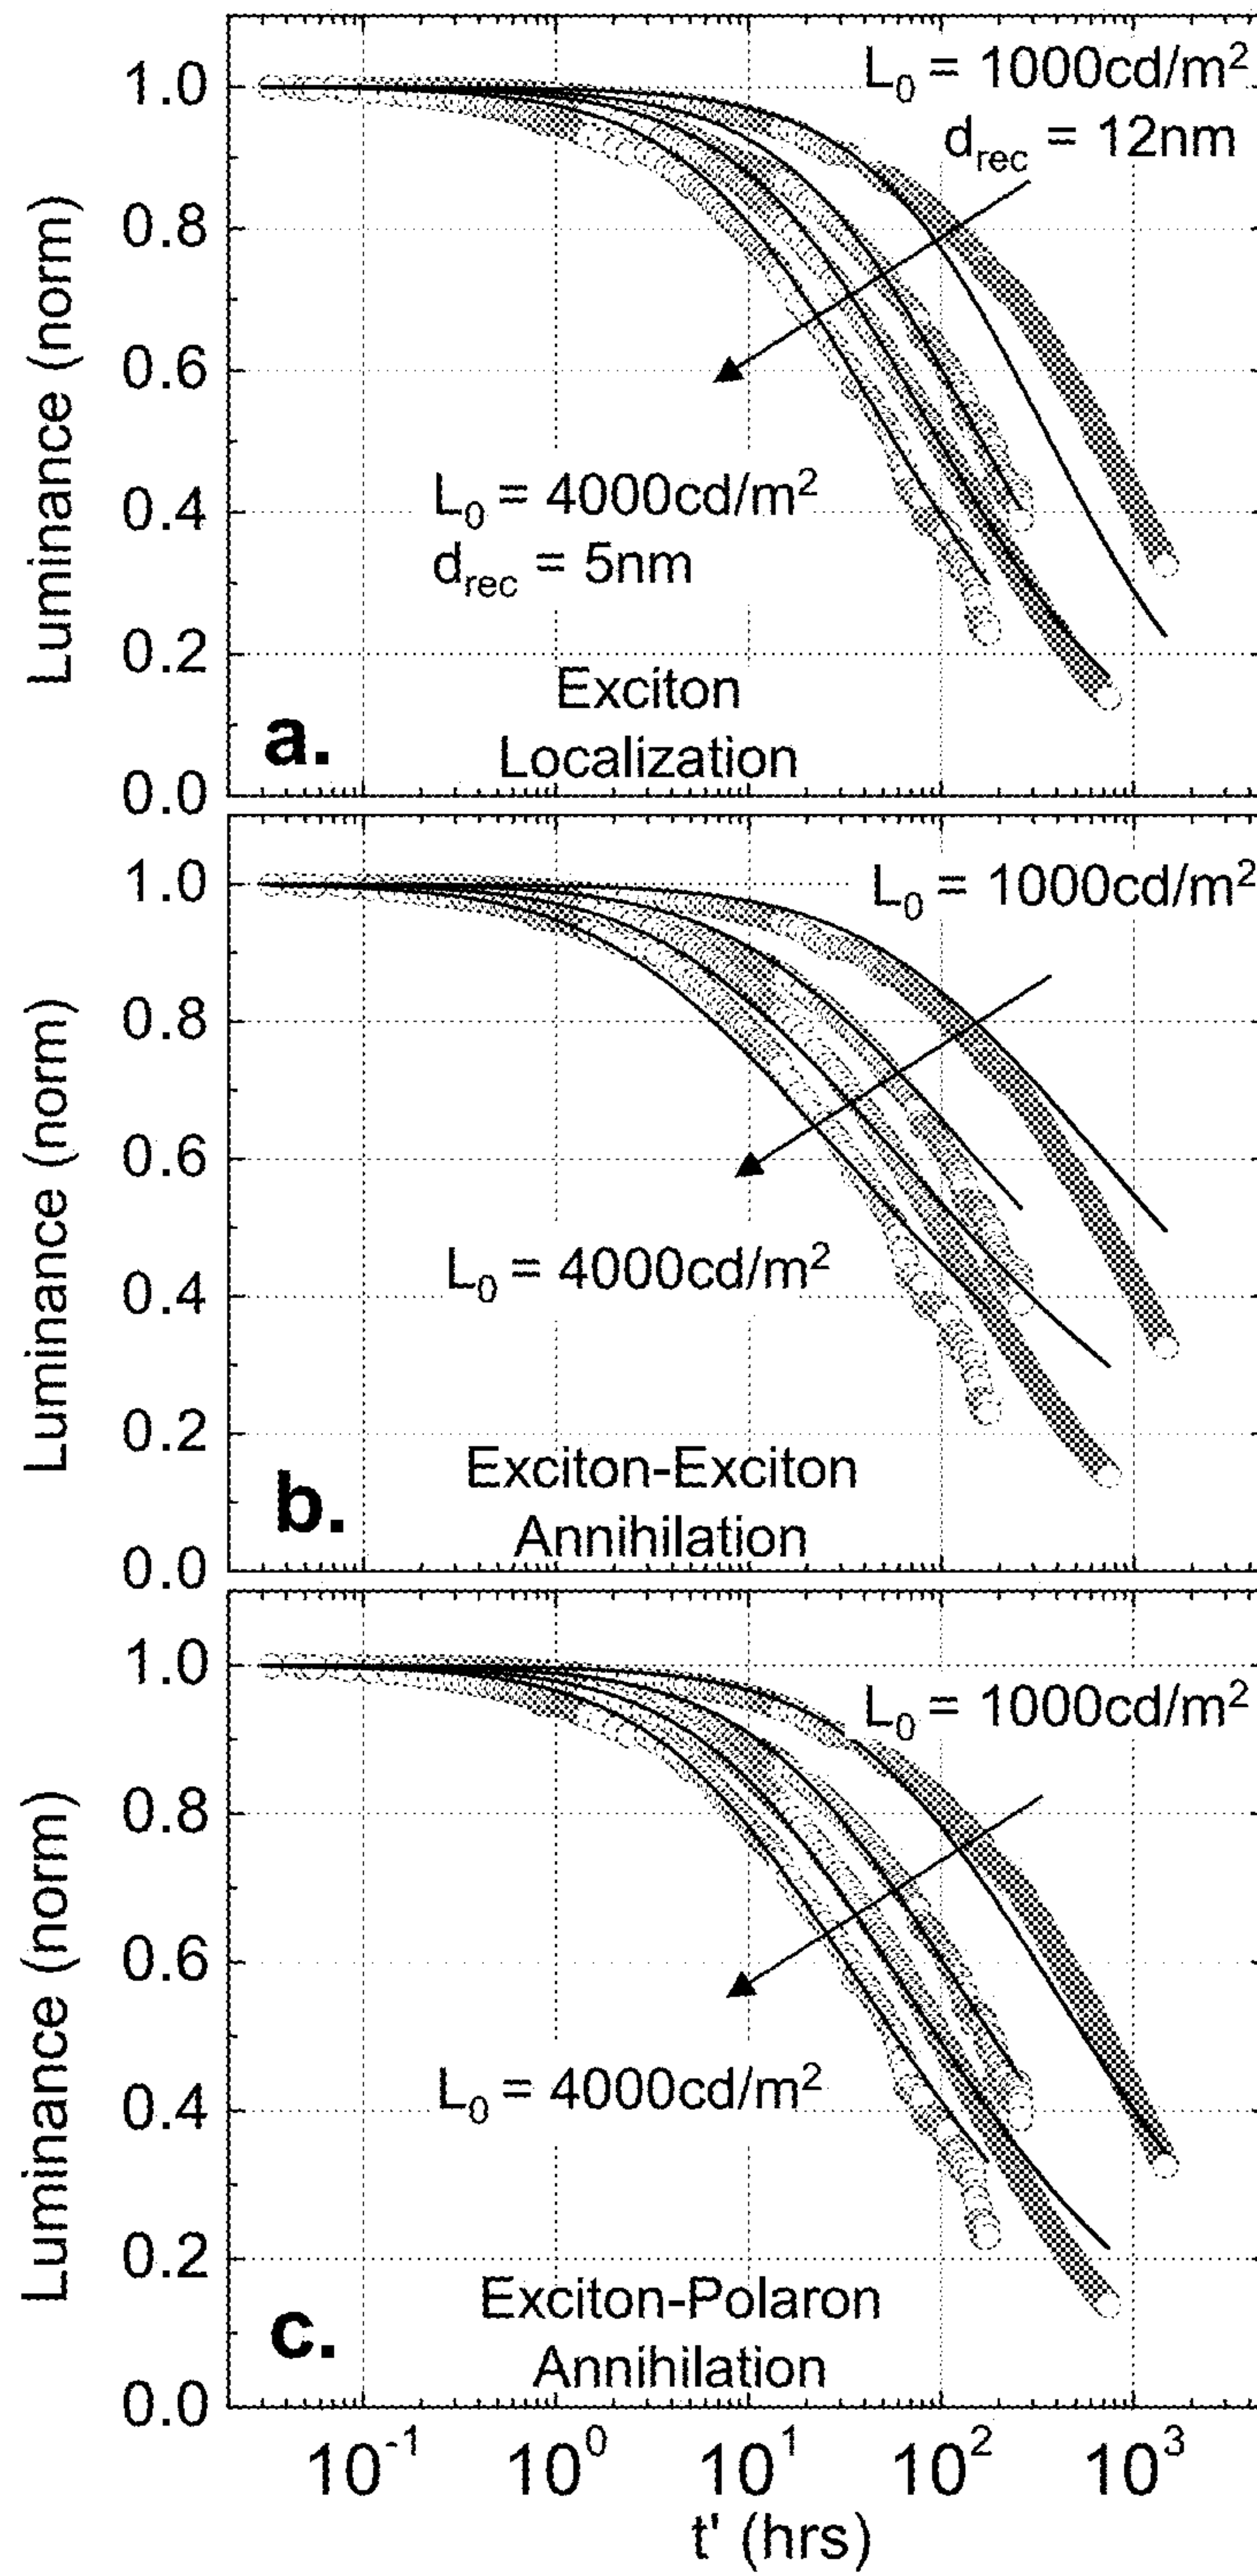 L₀ = 1000cd/m²
d_rec = 12nm
1.0
0.8
0.6
0.4
0.2
0.0
Luminance (norm)
L₀ = 4000cd/m²
d_rec = 5nm
Exciton
Localization
a.
L₀ = 1000cd/m²
1.0
0.8
0.6
0.4
0.2
0.0
Luminance (norm)
L₀ = 4000cd/m²
Exciton-Exciton
Annihilation
b.
L₀ = 1000cd/m²
1.0
0.8
0.6
0.4
0.2
0.0
Luminance (norm)
L₀ = 4000cd/m²
Exciton-Polaron
Annihilation
c.
10⁻¹ 10⁰ 10¹ 10² 10³
t' (hrs)